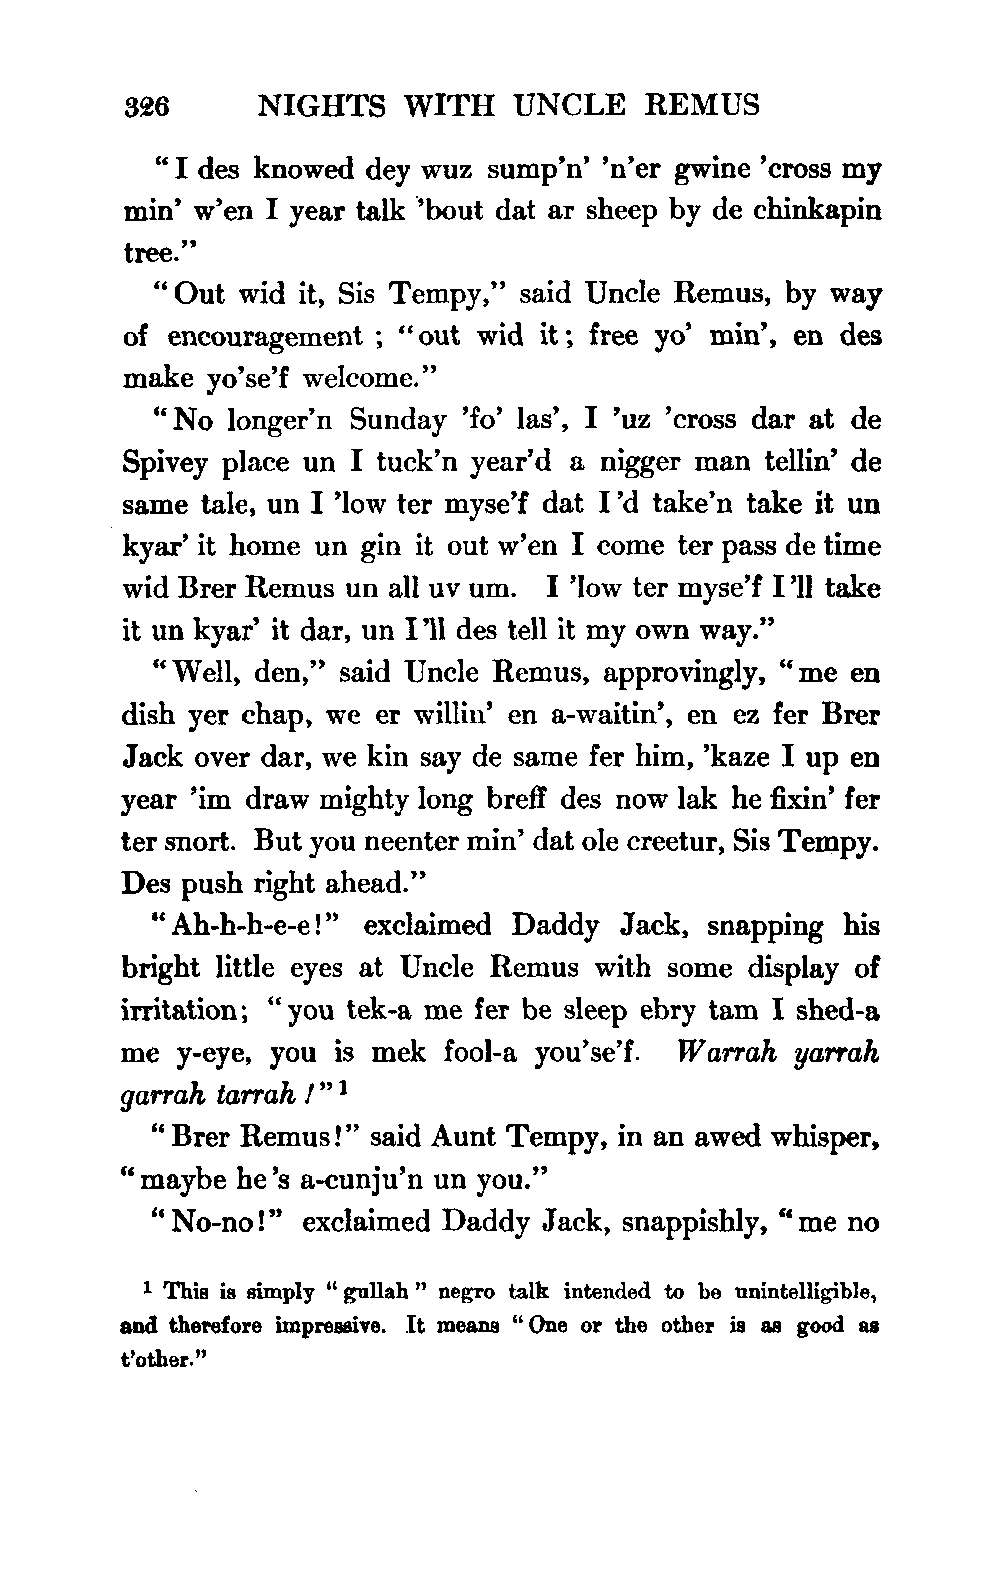 326 NIGHTS WITH UNCLE REMUS
“I des knowed dey wuz sump’n’ ’n’er gwine ’cross my
min’ w’en I year talk ’bout dat ar sheep by de chinkapin
tree.”
“Out wid it, Sis Tempy,” said Uncle Remus, by way
of encouragement ; “out wid it; free yo’ min’, en des
make yo’se’f welcome.”
“No longer’n Sunday ’fo’ las’, I ’uz ’cross dar at de
Spivey place un I tuck’n year’d a nigger man tellin’ de
same tale, un I ’low ter myse’f dat I ’d take’n take it un
kyar’ it home un gin it out w’en I come ter pass de time
wid Brer Remus un all uv um. I ’low ter myse’f I ’ll take
it un kyar’ it dar, un I ’ll des tell it my own way.”
“Well, den,” said Uncle Remus, approvingly, “me en
dish yer chap, we er willin’ en a-waitin’, en ez fer Brer
Jack over dar, we kin say de same fer him, ’kaze I up en
year ’im draw mighty long breff des now lak he fixin’ fer
ter snort. But you neenter min’ dat ole creetur, Sis Tempy.
Des push right ahead.”
“Ah-h-h-e-e!” exclaimed Daddy Jack, snapping his
bright little eyes at Uncle Remus with some display of
irritation; “you tek-a me fer be sleep ebry tam I shed-a
me y-eye, you is mek fool-a you’se’f. Warrah yarrah
garrah tarrah !” 1
“Brer Remus!” said Aunt Tempy, in an awed whisper,
“maybe he ’s a-cunju’n un you.”
“No-no!” exclaimed Daddy Jack, snappishly, “me no
1 This is simply “gullah” negro talk intended to be unintelligible,
and therefore impressive. It means “One or the other is as good as
t’other.”